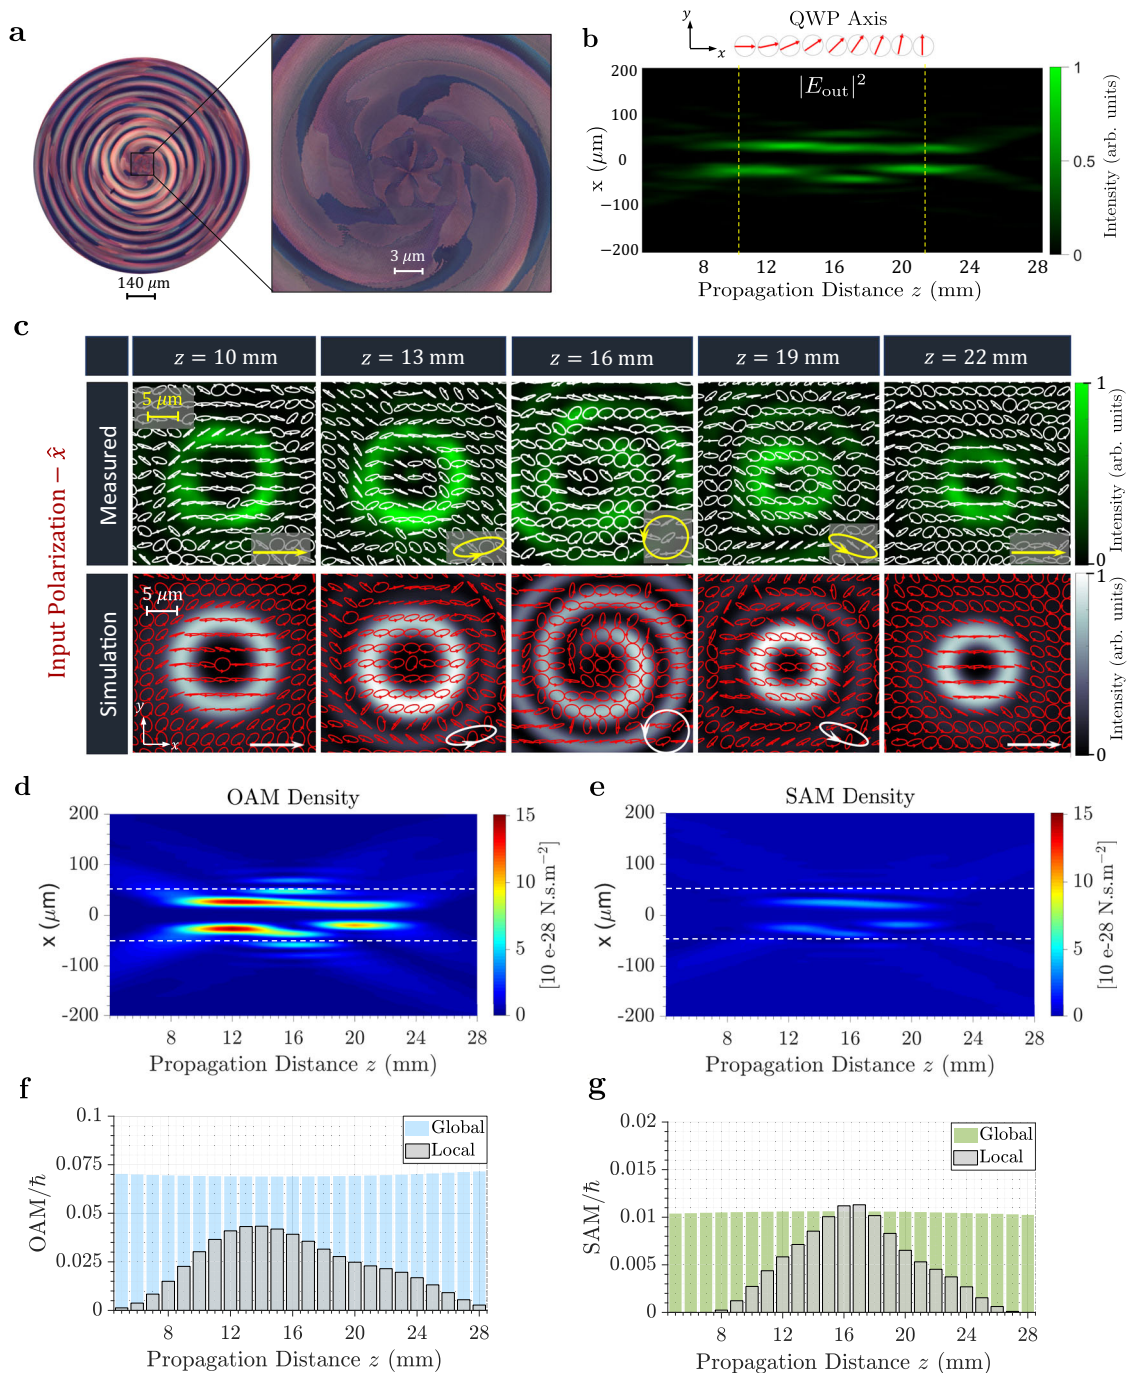 a
140 μm
3 μm
b
y
x
QWP Axis
|E_out|²
200
100
0
−100
−200
x (μm)
8
12
16
20
24
28
Propagation Distance z (mm)
1
0.5
0
Intensity (arb. units)
c
z = 10 mm
z = 13 mm
z = 16 mm
z = 19 mm
z = 22 mm
Input Polarization − x̂
Measured
5 μm
1
0
Intensity (arb. units)
Simulation
5 μm
y
x
1
0
Intensity (arb. units)
d
OAM Density
200
100
0
-100
-200
x (μm)
8
12
16
20
24
28
Propagation Distance z (mm)
15
10
5
0
[10 e-28 N.s.m⁻²]
e
SAM Density
200
100
0
-100
-200
x (μm)
8
12
16
20
24
28
Propagation Distance z (mm)
15
10
5
0
[10 e-28 N.s.m⁻²]
f
0.1
0.075
0.05
0.025
0
OAM/ℏ
Global
Local
8
12
16
20
24
28
Propagation Distance z (mm)
g
0.02
0.015
0.01
0.005
0
SAM/ℏ
Global
Local
8
12
16
20
24
28
Propagation Distance z (mm)